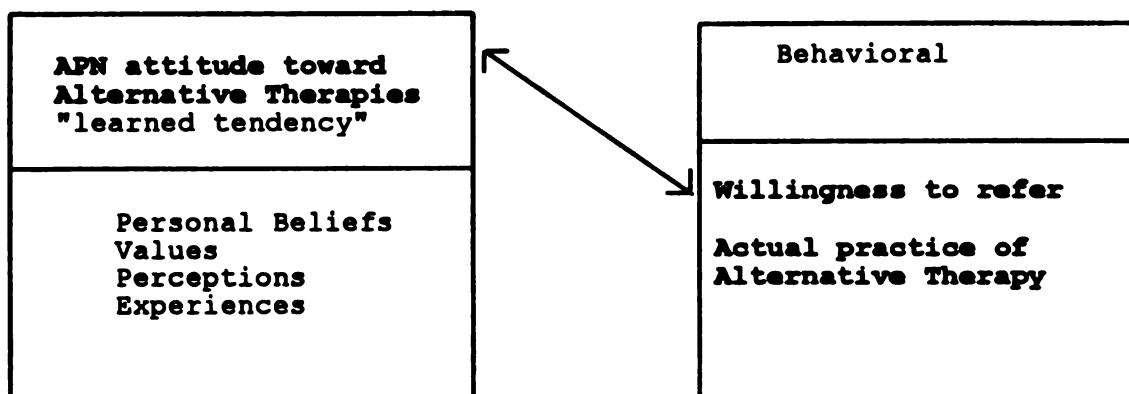 APN attitude toward
Alternative Therapies
"learned tendency"
Personal Beliefs
Values
Perceptions
Experiences
Behavioral
Willingness to refer
Actual practice of
Alternative Therapy